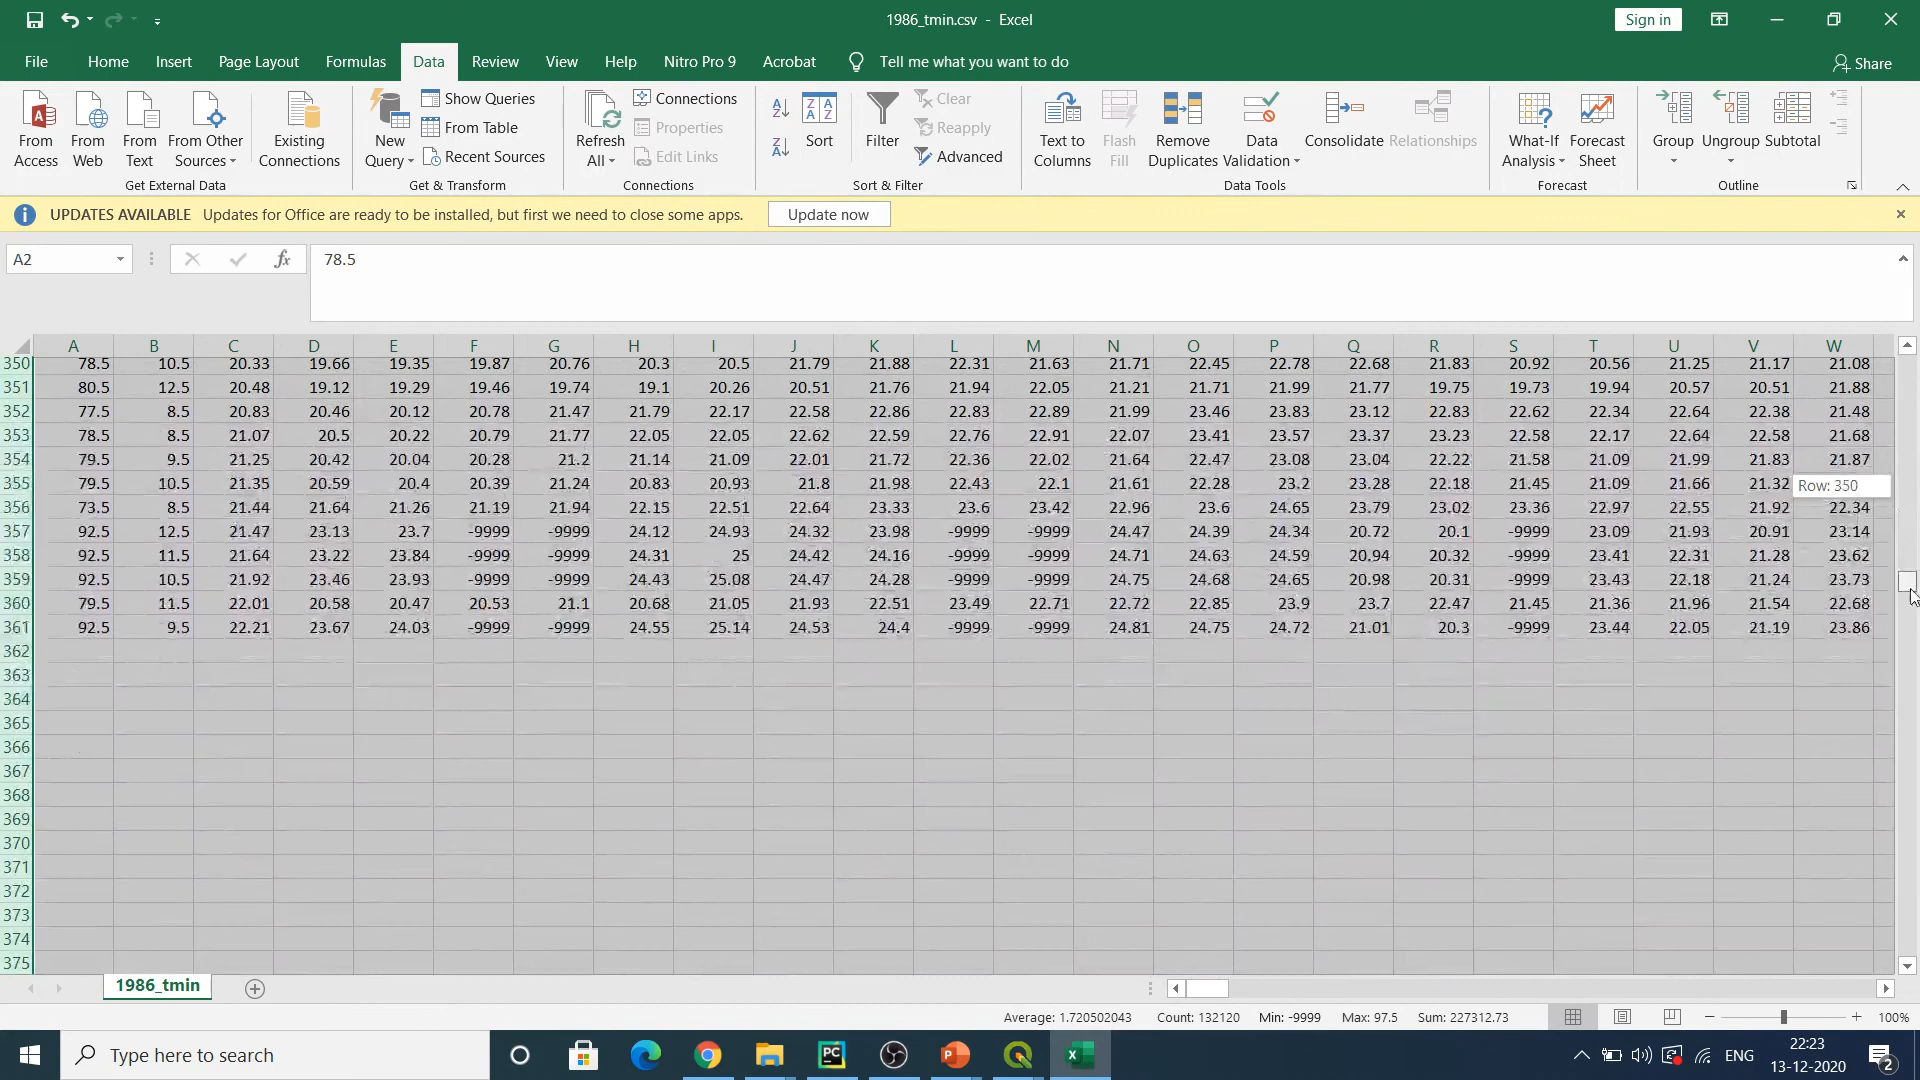 1986_tmin.csv - Excel
Sign in
File Home Insert Page Layout Formulas Data Review View Help Nitro Pro 9 Acrobat Tell me what you want to do Share
From Access From Web From Text From Other Sources Existing Connections
Get External Data
New Query Show Queries From Table Recent Sources
Get & Transform
Refresh All Connections Properties Edit Links
Connections
Sort Filter Clear Reapply Advanced
Sort & Filter
Text to Columns Flash Fill Remove Duplicates Data Validation Consolidate Relationships
Data Tools
What-If Analysis Forecast Sheet
Forecast
Group Ungroup Subtotal
Outline
UPDATES AVAILABLE Updates for Office are ready to be installed, but first we need to close some apps. Update now
A2 fx 78.5
A B C D E F G H I J K L M N O P Q R S T U V W
350 78.5 10.5 20.33 19.66 19.35 19.87 20.76 20.3 20.5 21.79 21.88 22.31 21.63 21.71 22.45 22.78 22.68 21.83 20.92 20.56 21.25 21.17 21.08
351 80.5 12.5 20.48 19.12 19.29 19.46 19.74 19.1 20.26 20.51 21.76 21.94 22.05 21.21 21.71 21.99 21.77 19.75 19.73 19.94 20.57 20.51 21.88
352 77.5 8.5 20.83 20.46 20.12 20.78 21.47 21.79 22.17 22.58 22.86 22.83 22.89 21.99 23.46 23.83 23.12 22.83 22.62 22.34 22.64 22.38 21.48
353 78.5 8.5 21.07 20.5 20.22 20.79 21.77 22.05 22.05 22.62 22.59 22.76 22.91 22.07 23.41 23.57 23.37 23.23 22.58 22.17 22.64 22.58 21.68
354 79.5 9.5 21.25 20.42 20.04 20.28 21.2 21.14 21.09 22.01 21.72 22.36 22.02 21.64 22.47 23.08 23.04 22.22 21.58 21.09 21.99 21.83 21.87
355 79.5 10.5 21.35 20.59 20.4 20.39 21.24 20.83 20.93 21.8 21.98 22.43 22.1 21.61 22.28 23.2 23.28 22.18 21.45 21.09 21.66 21.32 Row: 350
356 73.5 8.5 21.44 21.64 21.26 21.19 21.94 22.15 22.51 22.64 23.33 23.6 23.42 22.96 23.6 24.65 23.79 23.02 23.36 22.97 22.55 21.92 22.34
357 92.5 12.5 21.47 23.13 23.7 -9999 -9999 24.12 24.93 24.32 23.98 -9999 -9999 24.47 24.39 24.34 20.72 20.1 -9999 23.09 21.93 20.91 23.14
358 92.5 11.5 21.64 23.22 23.84 -9999 -9999 24.31 25 24.42 24.16 -9999 -9999 24.71 24.63 24.59 20.94 20.32 -9999 23.41 22.31 21.28 23.62
359 92.5 10.5 21.92 23.46 23.93 -9999 -9999 24.43 25.08 24.47 24.28 -9999 -9999 24.75 24.68 24.65 20.98 20.31 -9999 23.43 22.18 21.24 23.73
360 79.5 11.5 22.01 20.58 20.47 20.53 21.1 20.68 21.05 21.93 22.51 23.49 22.71 22.72 22.85 23.9 23.7 22.47 21.45 21.36 21.96 21.54 22.68
361 92.5 9.5 22.21 23.67 24.03 -9999 -9999 24.55 25.14 24.53 24.4 -9999 -9999 24.81 24.75 24.72 21.01 20.3 -9999 23.44 22.05 21.19 23.86
362
363
364
365
366
367
368
369
370
371
372
373
374
375
1986_tmin
Average: 1.720502043 Count: 132120 Min: -9999 Max: 97.5 Sum: 227312.73 100%
Type here to search
ENG
22:23
13-12-2020
2